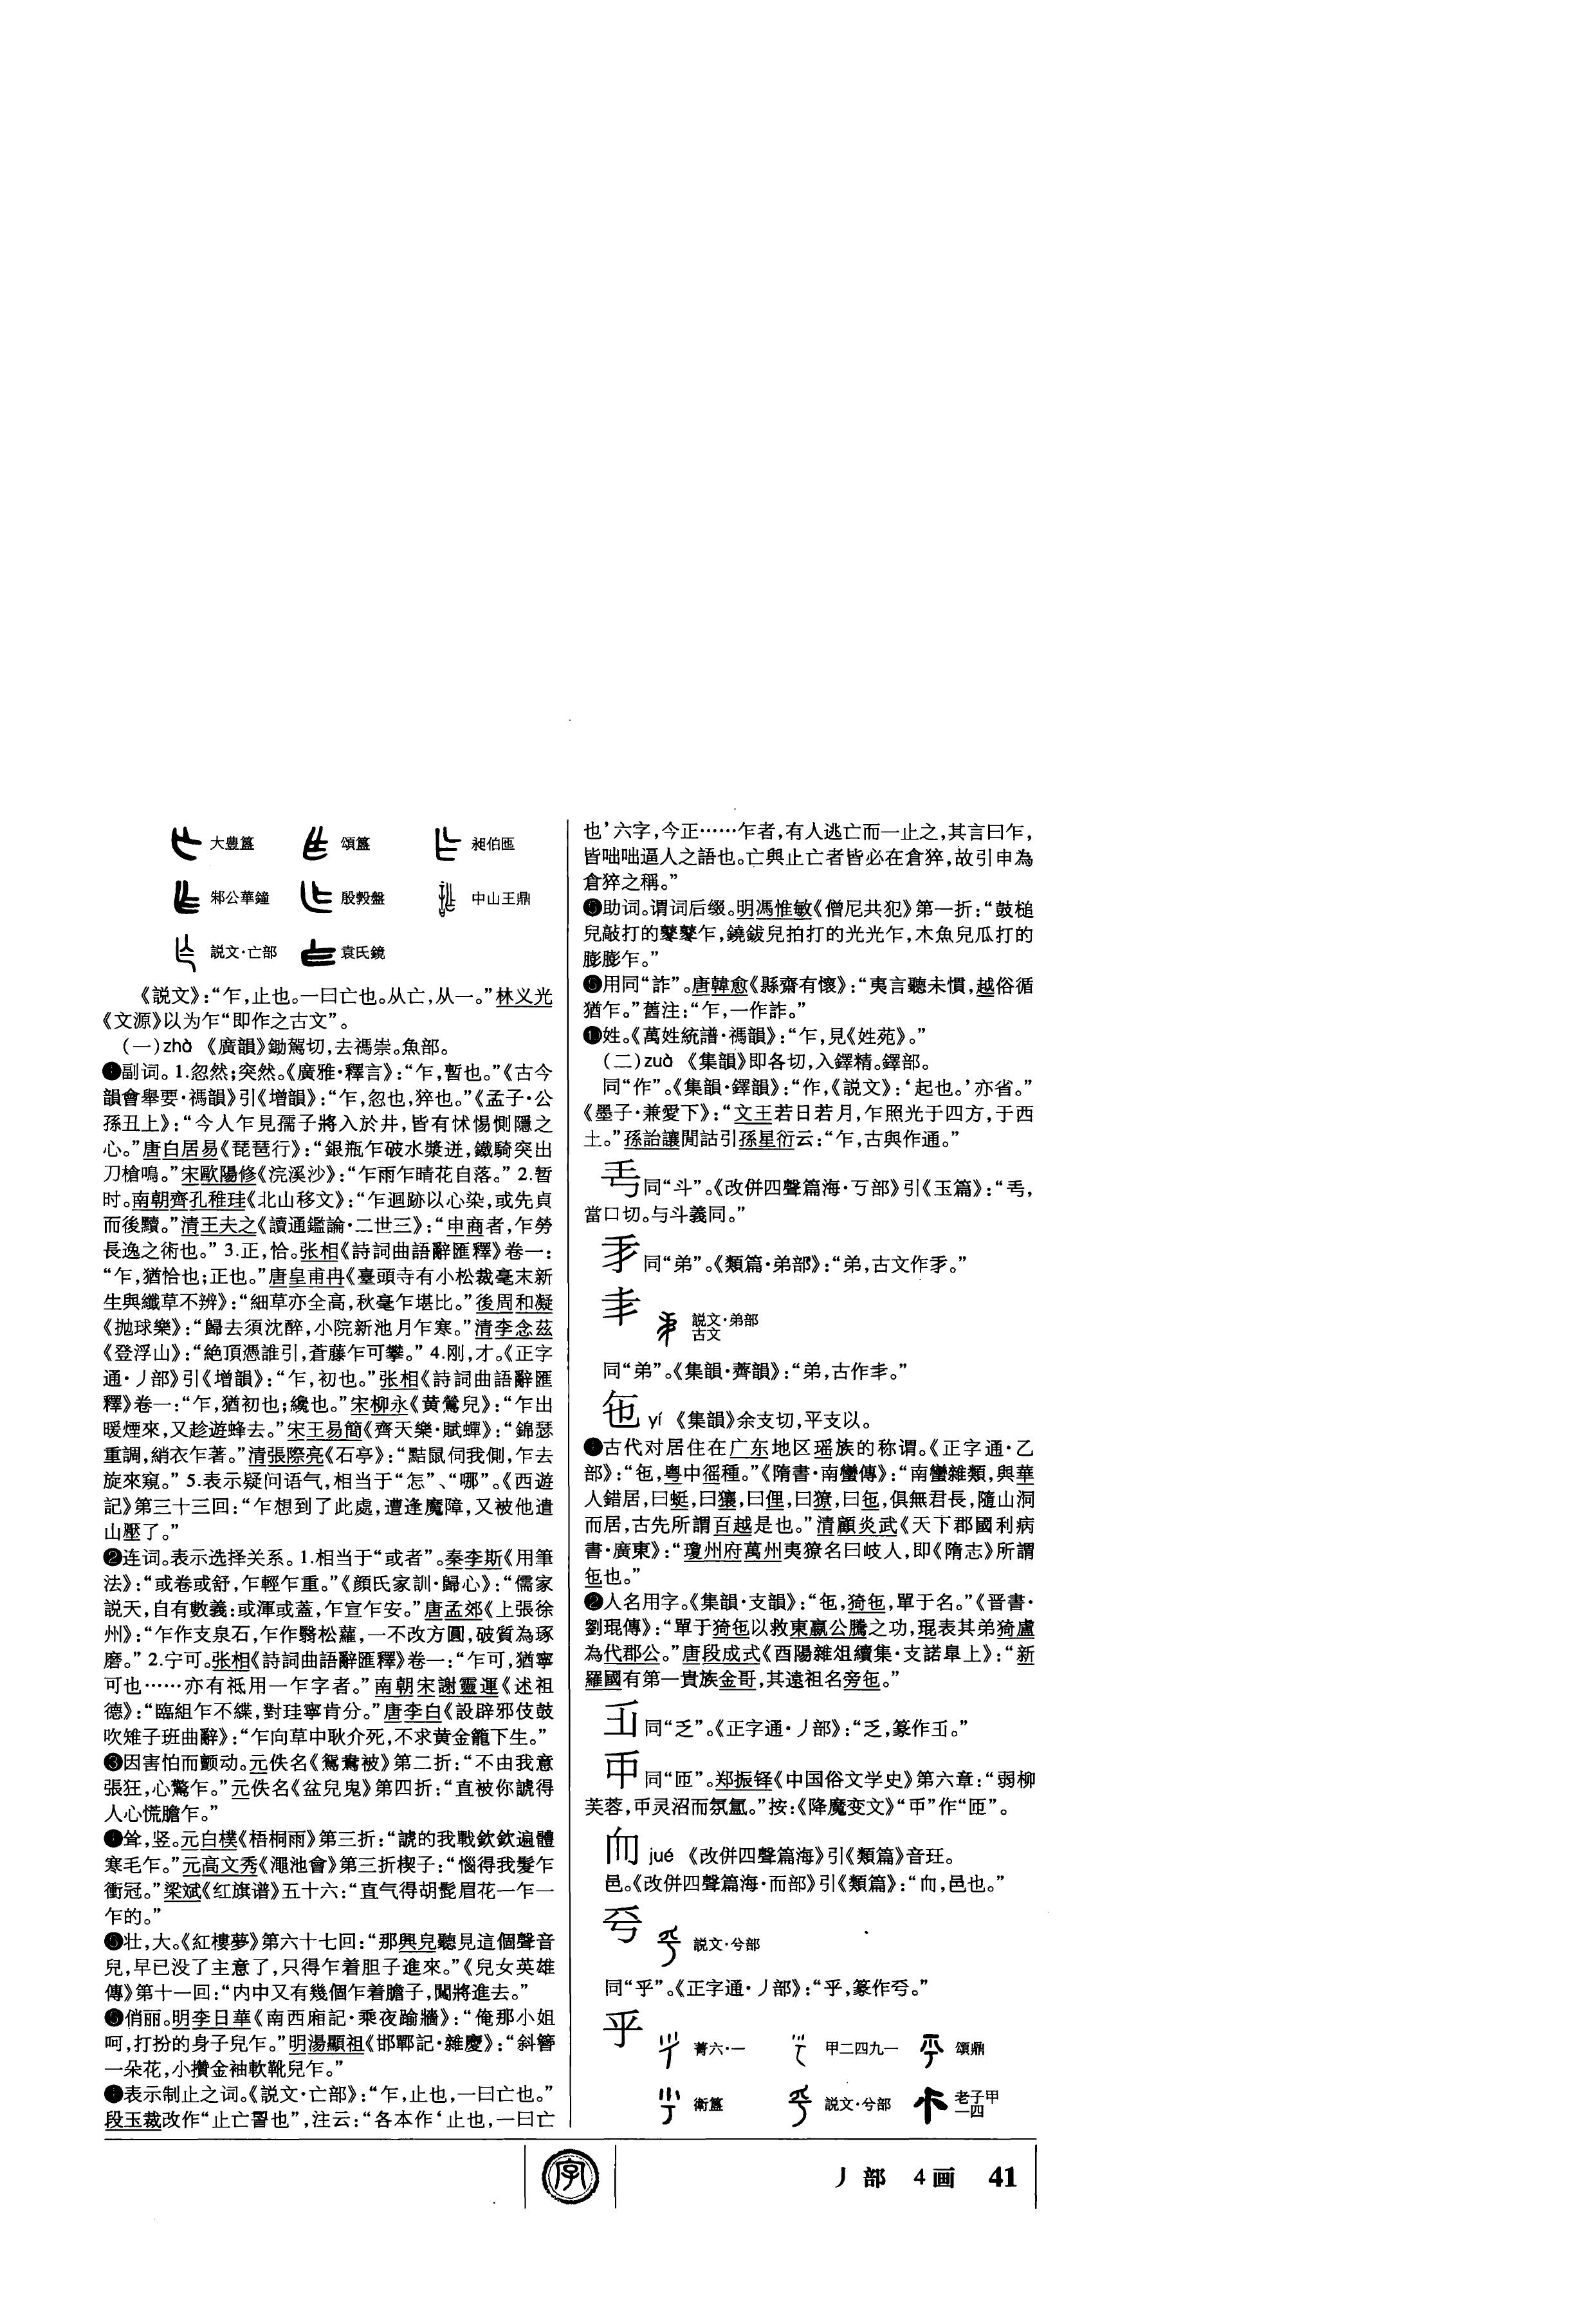 大豊簋 頌簋 昶伯匜
邾公華鐘 殷㝅盤 中山王鼎
説文·亡部 袁氏鏡
《説文》：“乍，止也。一曰亡也。从亡，从一。”林义光
《文源》以为乍“即作之古文”。
(一)zhà 《廣韻》鋤駕切，去禡崇。魚部。
❶副词。1.忽然；突然。《廣雅·釋言》：“乍，暫也。”《古今
韻會舉要·禡韻》引《增韻》：“乍，忽也，猝也。”《孟子·公
孫丑上》：“今人乍見孺子將入於井，皆有怵惕惻隱之
心。”唐白居易《琵琶行》：“銀瓶乍破水漿迸，鐵騎突出
刀槍鳴。”宋歐陽修《浣溪沙》：“乍雨乍晴花自落。”2.暂
时。南朝齊孔稚珪《北山移文》：“乍迴跡以心染，或先貞
而後黷。”清王夫之《讀通鑑論·二世三》：“申商者，乍勞
長逸之術也。”3.正，恰。张相《詩詞曲語辭匯釋》卷一：
“乍，猶恰也；正也。”唐皇甫冉《臺頭寺有小松裁毫末新
生與纖草不辨》：“細草亦全高，秋毫乍堪比。”後周和凝
《抛球樂》：“歸去須沈醉，小院新池月乍寒。”清李念茲
《登浮山》：“絶頂憑誰引，蒼藤乍可攀。”4.刚，才。《正字
通·丿部》引《增韻》：“乍，初也。”张相《詩詞曲語辭匯
釋》卷一：“乍，猶初也；纔也。”宋柳永《黄鶯兒》：“乍出
暖煙來，又趁遊蜂去。”宋王易簡《齊天樂·賦蟬》：“錦瑟
重調，綃衣乍著。”清張際亮《石亭》：“黠鼠伺我側，乍去
旋來窺。”5.表示疑问语气，相当于“怎”、“哪”。《西遊
記》第三十三回：“乍想到了此處，遭逢魔障，又被他遣
山壓了。”
❷连词。表示选择关系。1.相当于“或者”。秦李斯《用筆
法》：“或卷或舒，乍輕乍重。”《顔氏家訓·歸心》：“儒家
説天，自有數義：或渾或蓋，乍宣乍安。”唐孟郊《上張徐
州》：“乍作支泉石，乍作翳松蘿，一不改方圓，破質為琢
磨。”2.宁可。张相《詩詞曲語辭匯釋》卷一：“乍可，猶寧
可也……亦有祇用一乍字者。”南朝宋謝靈運《述祖
德》：“臨組乍不緤，對珪寧肯分。”唐李白《設辟邪伎鼓
吹雉子班曲辭》：“乍向草中耿介死，不求黄金籠下生。”
❸因害怕而颤动。元佚名《鴛鴦被》第二折：“不由我意
張狂，心驚乍。”元佚名《盆兒鬼》第四折：“直被你諕得
人心慌膽乍。”
❹耸，竖。元白樸《梧桐雨》第三折：“諕的我戰欽欽遍體
寒毛乍。”元高文秀《澠池會》第三折楔子：“惱得我髮乍
衝冠。”梁斌《红旗谱》五十六：“直气得胡髭眉花一乍一
乍的。”
❺壮，大。《紅樓夢》第六十七回：“那興兒聽見這個聲音
兒，早已没了主意了，只得乍着胆子進來。”《兒女英雄
傳》第十一回：“内中又有幾個乍着膽子，闖將進去。”
❻俏丽。明李日華《南西廂記·乘夜踰牆》：“俺那小姐
呵，打扮的身子兒乍。”明湯顯祖《邯鄲記·雜慶》：“斜簪
一朵花，小攢金袖軟靴兒乍。”
❼表示制止之词。《説文·亡部》：“乍，止也，一曰亡也。”
段玉裁改作“止亡䛐也”，注云：“各本作‘止也，一曰亡
也’六字，今正……乍者，有人逃亡而一止之，其言曰乍，
皆咄咄逼人之語也。亡與止亡者皆必在倉猝，故引申為
倉猝之稱。”
❽助词。谓词后缀。明馮惟敏《僧尼共犯》第一折：“鼓槌
兒敲打的鼕鼕乍，鐃鈸兒拍打的光光乍，木魚兒瓜打的
膨膨乍。”
❾用同“詐”。唐韓愈《縣齋有懷》：“夷言聽未慣，越俗循
猶乍。”舊注：“乍，一作詐。”
❿姓。《萬姓統譜·禡韻》：“乍，見《姓苑》。”
(二)zuò 《集韻》即各切，入鐸精。鐸部。
同“作”。《集韻·鐸韻》：“作，《説文》：‘起也。’亦省。”
《墨子·兼愛下》：“文王若日若月，乍照光于四方，于西
土。”孫詒讓閒詁引孫星衍云：“乍，古與作通。”
同“斗”。《改併四聲篇海·丂部》引《玉篇》：“，
當口切。与斗義同。”
同“弟”。《類篇·弟部》：“弟，古文作。”
説文·弟部
古文
同“弟”。《集韻·薺韻》：“弟，古作。”
㐌 yí 《集韻》余支切，平支以。
❶古代对居住在广东地区瑶族的称谓。《正字通·乙
部》：“㐌，粵中徭種。”《隋書·南蠻傳》：“南蠻雜類，與華
人錯居，曰蜒，曰獽，曰俚，曰獠，曰㐌，俱無君長，隨山洞
而居，古先所謂百越是也。”清顧炎武《天下郡國利病
書·廣東》：“瓊州府萬州夷獠名曰岐人，即《隋志》所謂
㐌也。”
❷人名用字。《集韻·支韻》：“㐌，猗㐌，單于名。”《晋書·
劉琨傳》：“單于猗㐌以救東嬴公騰之功，琨表其弟猗盧
為代郡公。”唐段成式《酉陽雜俎續集·支諾皋上》：“新
羅國有第一貴族金哥，其遠祖名旁㐌。”
同“乏”。《正字通·丿部》：“乏，篆作。”
同“匝”。郑振铎《中国俗文学史》第六章：“弱柳
芙蓉，灵沼而氛氲。”按：《降魔变文》“”作“匝”。
jué 《改併四聲篇海》引《類篇》音玨。
邑。《改併四聲篇海·而部》引《類篇》：“，邑也。”
説文·兮部
同“乎”。《正字通·丿部》：“乎，篆作。”
乎 菁六·一 甲二四九一 頌鼎
衛簋 説文·兮部 老子甲
一四
字
丿部 4画 41